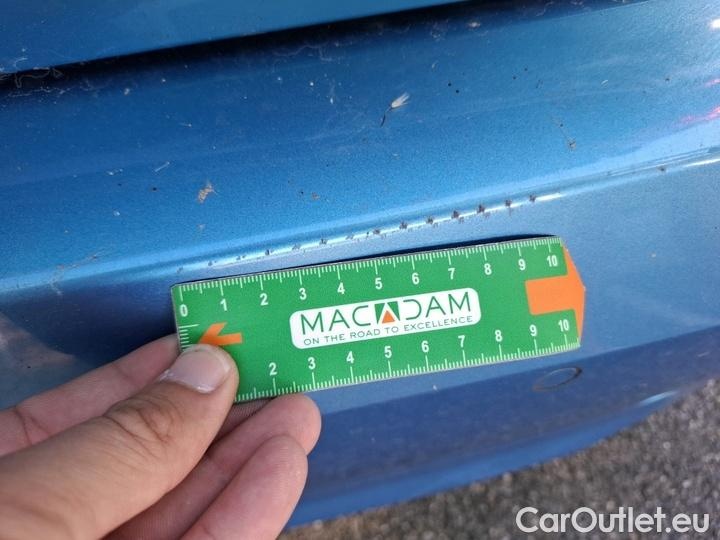 0 1 2 3 4 5 6 7 8 9 10
MACADAM
ON THE ROAD TO EXCELLENCE
2 3 4 5 6 7 8 9 10
CarOutlet.eu